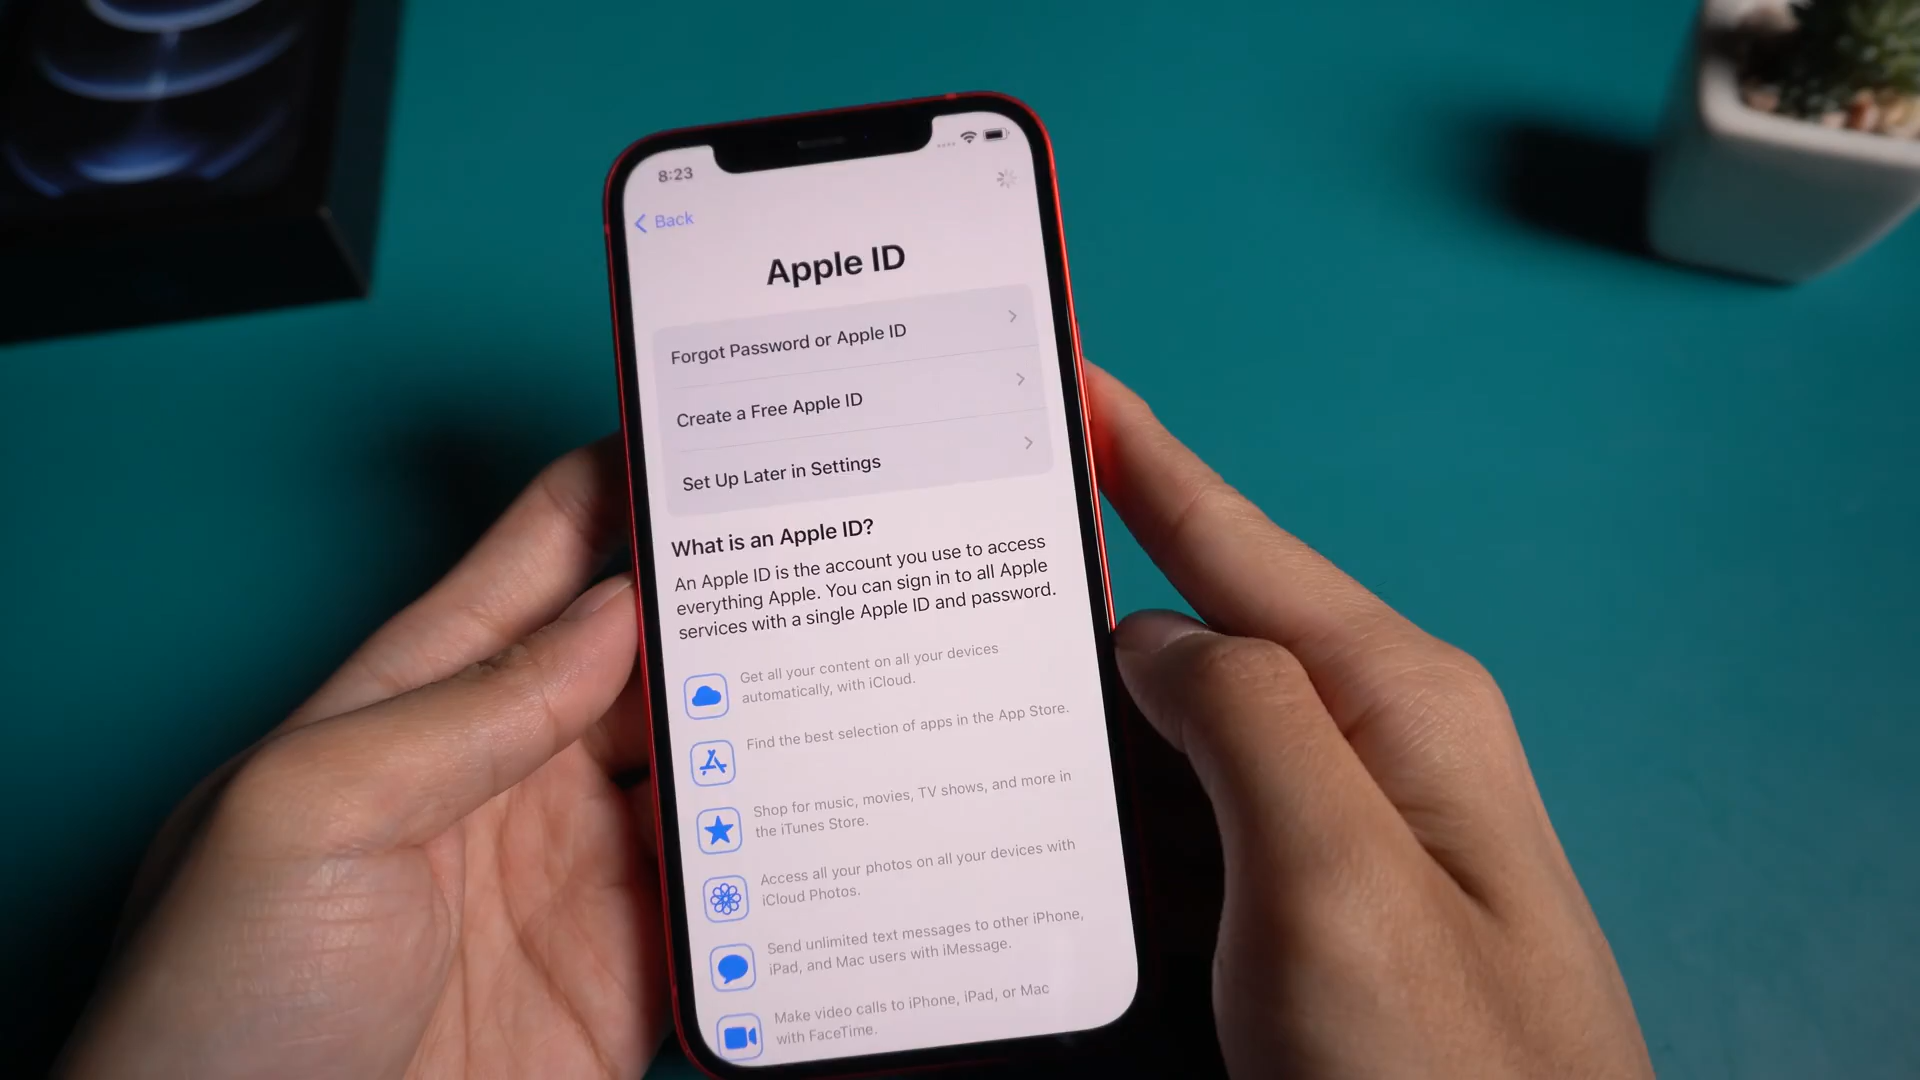 8:23
Back
Apple ID
Forgot Password or Apple ID
Create a Free Apple ID
Set Up Later in Settings
What is an Apple ID?
An Apple ID is the account you use to access
everything Apple. You can sign in to all Apple
services with a single Apple ID and password.
Get all your content on all your devices
automatically, with iCloud.
Find the best selection of apps in the App Store.
Shop for music, movies, TV shows, and more in
the iTunes Store.
Access all your photos on all your devices with
iCloud Photos.
Send unlimited text messages to other iPhone,
iPad, and Mac users with iMessage.
Make video calls to iPhone, iPad, or Mac
with FaceTime.